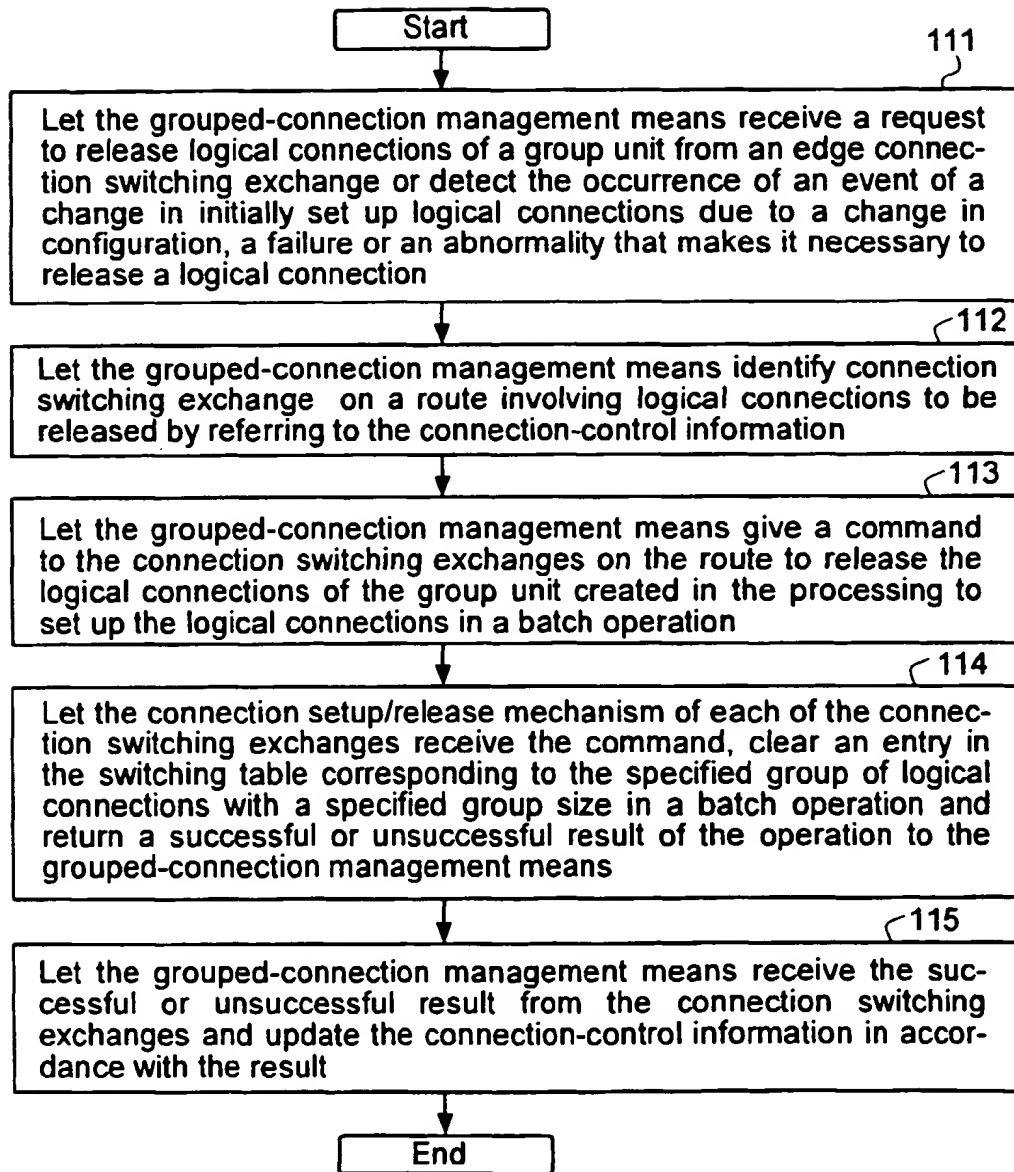 Start
111
Let the grouped-connection management means receive a request
to release logical connections of a group unit from an edge connec-
tion switching exchange or detect the occurrence of an event of a
change in initially set up logical connections due to a change in
configuration, a failure or an abnormality that makes it necessary to
release a logical connection
112
Let the grouped-connection management means identify connection
switching exchange on a route involving logical connections to be
released by referring to the connection-control information
113
Let the grouped-connection management means give a command
to the connection switching exchanges on the route to release the
logical connections of the group unit created in the processing to
set up the logical connections in a batch operation
114
Let the connection setup/release mechanism of each of the connec-
tion switching exchanges receive the command, clear an entry in
the switching table corresponding to the specified group of logical
connections with a specified group size in a batch operation and
return a successful or unsuccessful result of the operation to the
grouped-connection management means
115
Let the grouped-connection management means receive the suc-
cessful or unsuccessful result from the connection switching
exchanges and update the connection-control information in accor-
dance with the result
End